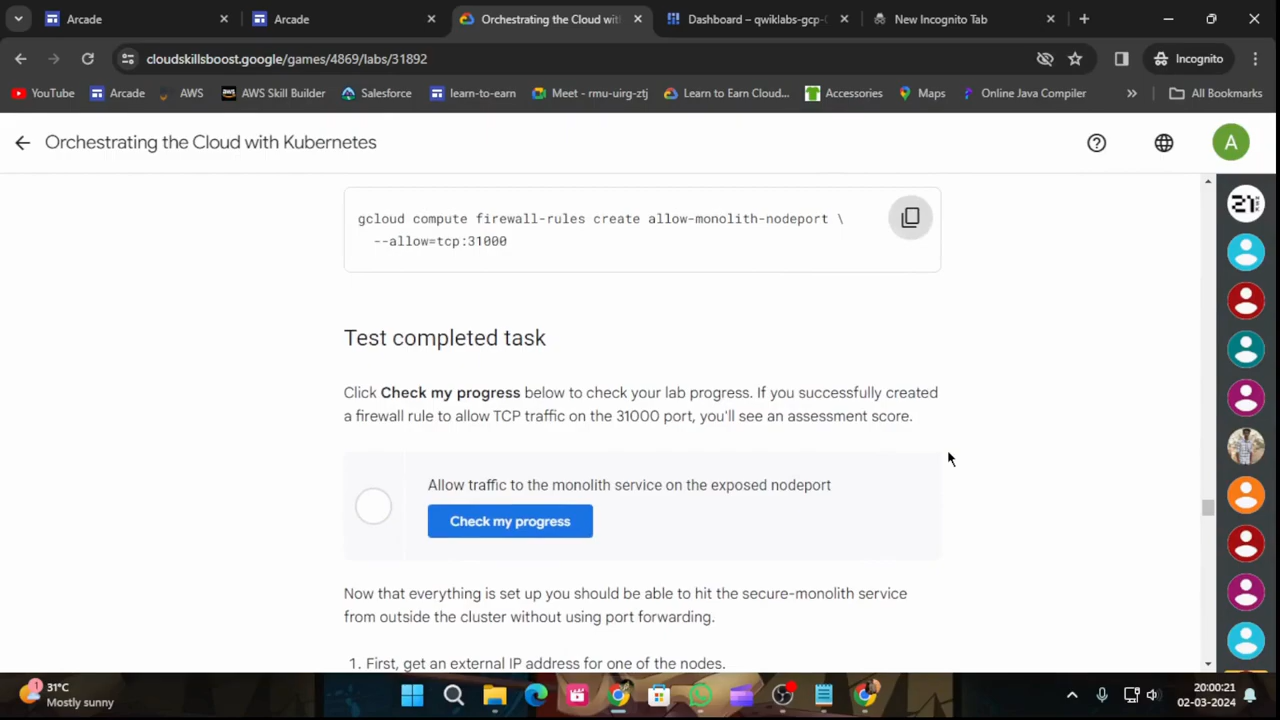 Arcade
Arcade
Orchestrating the Cloud wit
Dashboard – qwiklabs-gcp-
New Incognito Tab
cloudskillsboost.google/games/4869/labs/31892
Incognito
YouTube
Arcade
AWS
AWS Skill Builder
Salesforce
learn-to-earn
Meet - rmu-uirg-ztj
Learn to Earn Cloud...
Accessories
Maps
Online Java Compiler
All Bookmarks
Orchestrating the Cloud with Kubernetes
A
21
gcloud compute firewall-rules create allow-monolith-nodeport \
--allow=tcp:31000
Test completed task
Click Check my progress below to check your lab progress. If you successfully created
a firewall rule to allow TCP traffic on the 31000 port, you'll see an assessment score.
Allow traffic to the monolith service on the exposed nodeport
Check my progress
Now that everything is set up you should be able to hit the secure-monolith service
from outside the cluster without using port forwarding.
1. First, get an external IP address for one of the nodes.
1
31°C
Mostly sunny
20:00:21
02-03-2024